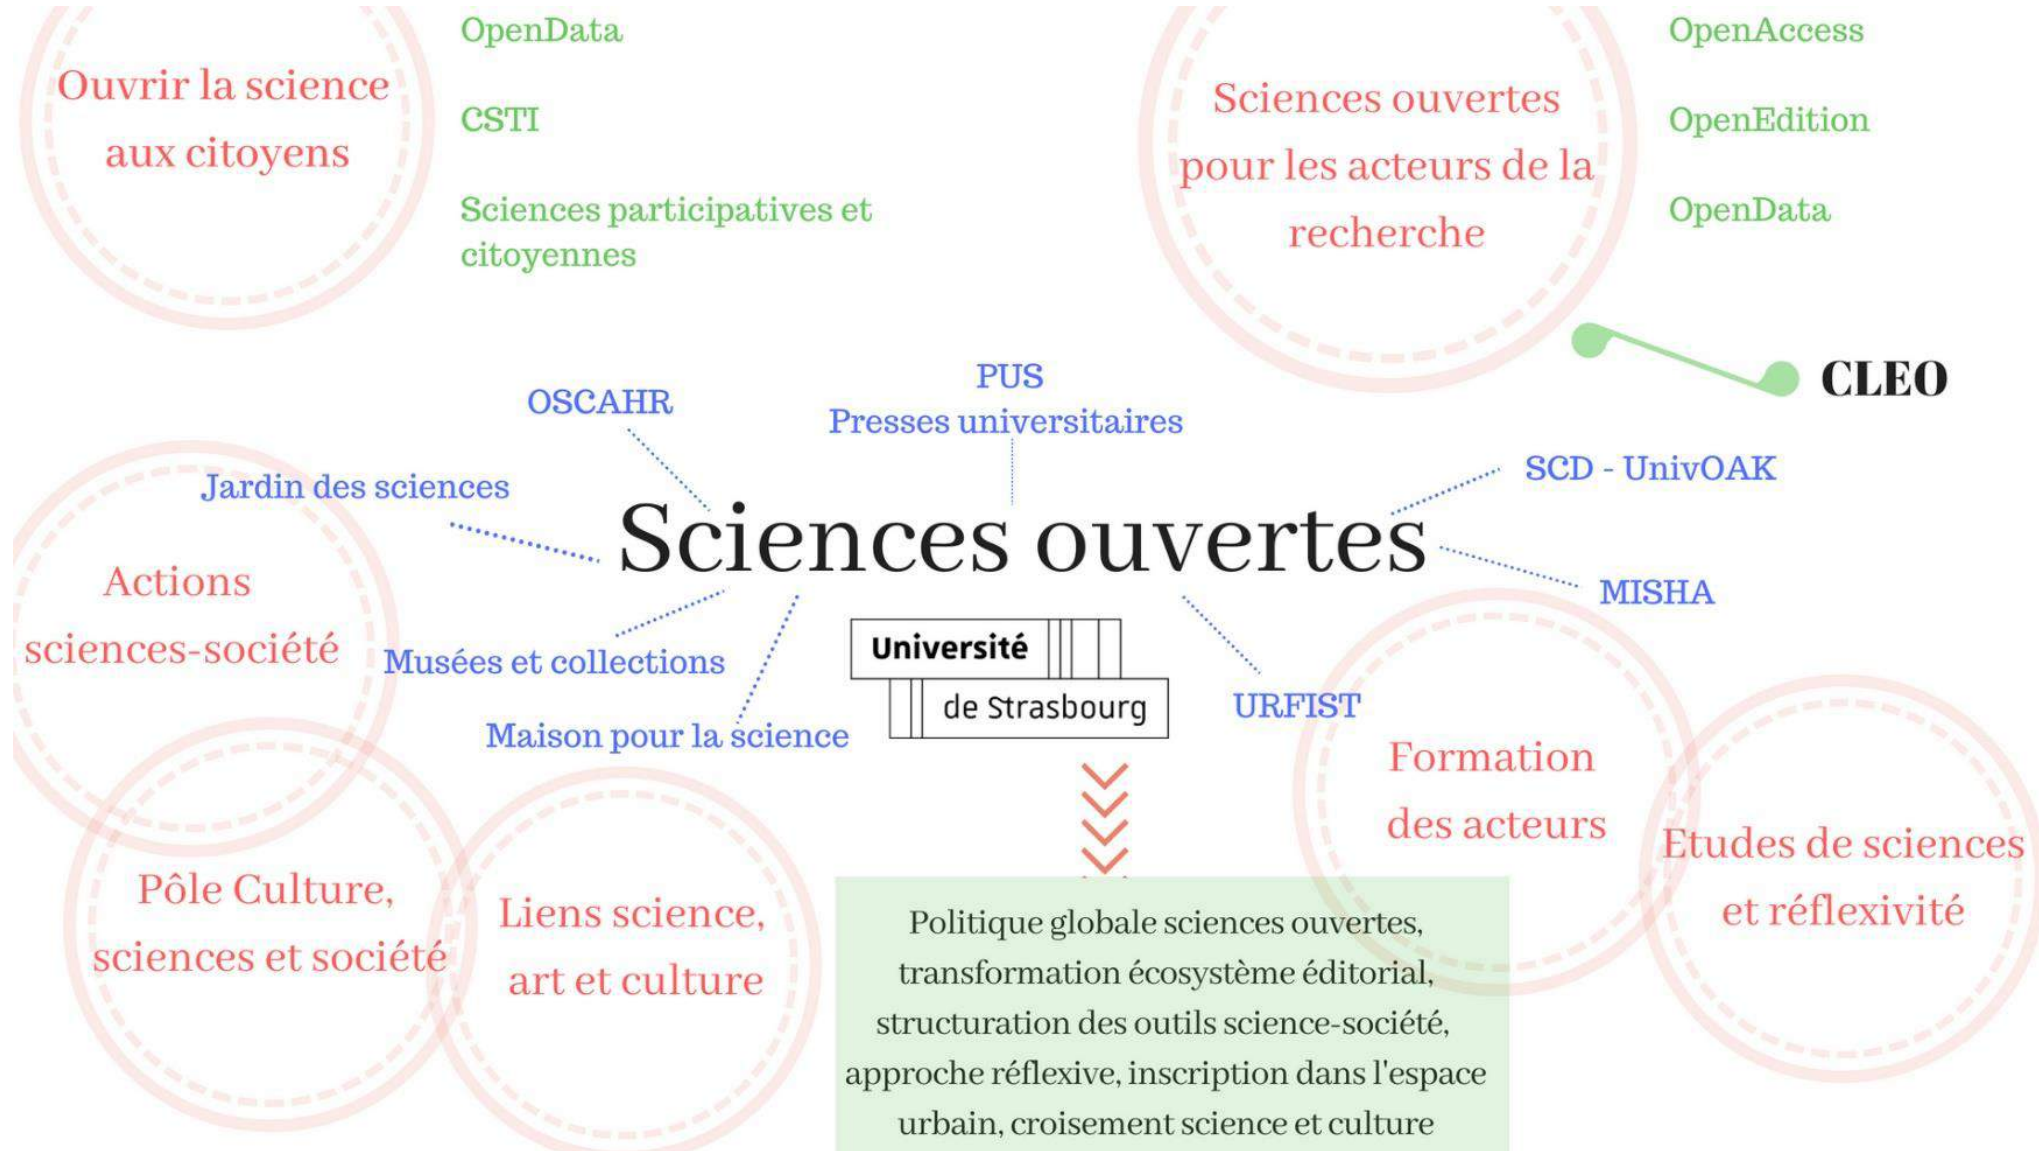 Ouvrir la science
aux citoyens
OpenData
CSTI
Sciences participatives et
citoyennes
Sciences ouvertes
pour les acteurs de la
recherche
OpenAccess
OpenEdition
OpenData
CLEO
OSCAHR
PUS
Presses universitaires
SCD - UnivOAK
Jardin des sciences
Sciences ouvertes
MISHA
Actions
sciences-société
Musées et collections
Université
de Strasbourg
URFIST
Maison pour la science
Formation
des acteurs
Etudes de sciences
et réflexivité
Pôle Culture,
sciences et société
Liens science,
art et culture
Politique globale sciences ouvertes,
transformation écosystème éditorial,
structuration des outils science-société,
approche réflexive, inscription dans l'espace
urbain, croisement science et culture